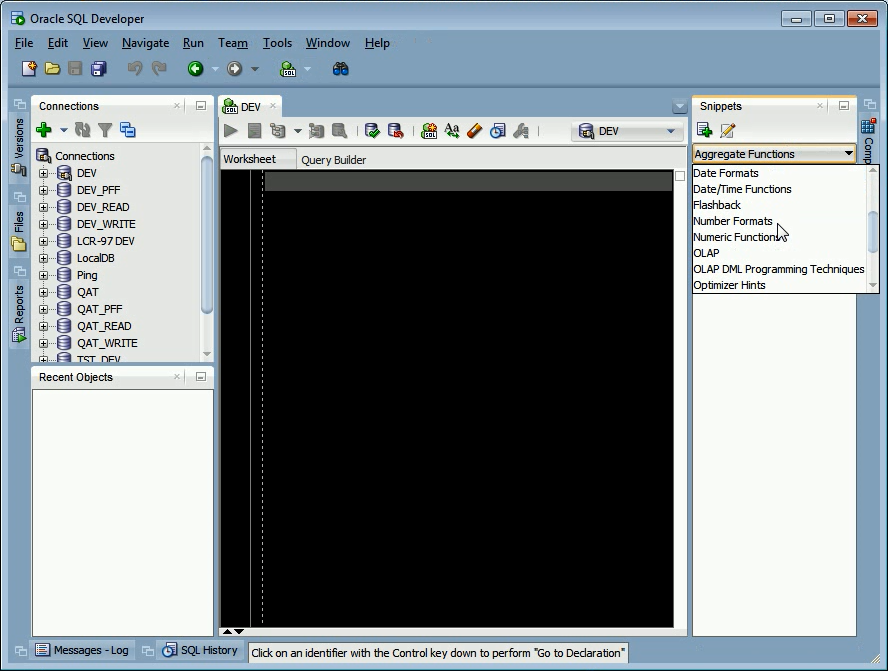 Oracle SQL Developer
File Edit View Navigate Run Team Tools Window Help
Versions
Files
Reports
Connections
Connections
DEV
DEV_PFF
DEV_READ
DEV_WRITE
LCR-97 DEV
LocalDB
Ping
QAT
QAT_PFF
QAT_READ
QAT_WRITE
TST_DEV
Recent Objects
DEV
SQL
DEV
Worksheet Query Builder
Snippets
Aggregate Functions
Date Formats
Date/Time Functions
Flashback
Number Formats
Numeric Functions
OLAP
OLAP DML Programming Techniques
Optimizer Hints
Comp
Messages - Log SQL History Click on an identifier with the Control key down to perform "Go to Declaration"